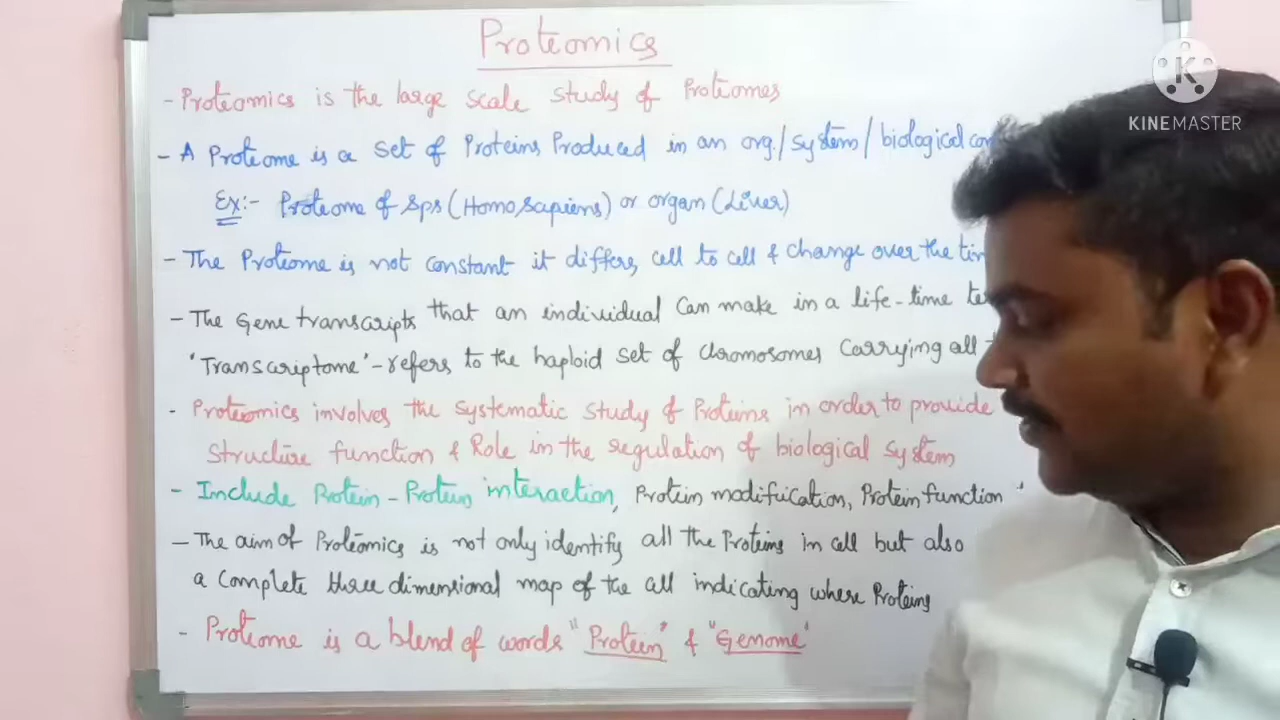 Proteomics
- Proteomics is the large scale study of Proteomes
- A Proteome is a set of Proteins Produced in an org./system/biological
Ex:- Proteome of sps (Homosapiens) or organ (Liver)
- The Proteome is not constant it differs, cell to cell & change over the
- The Gene transcripts that an individual can make in a life-time
'Transcriptome' - refers to the haploid set of chromosomes carrying all
- Proteomics involves the systematic study of Proteins in order to provide
structure function & Role in the regulation of biological system
- Include Protein - Protein interaction, Protein modification, Protein function
- The aim of Proteomics is not only identify all the Proteins in cell but also
a complete three dimensional map of the all indicating where Proteins
- Proteome is a blend of words "Protein" & "Genome"
K
KINEMASTER